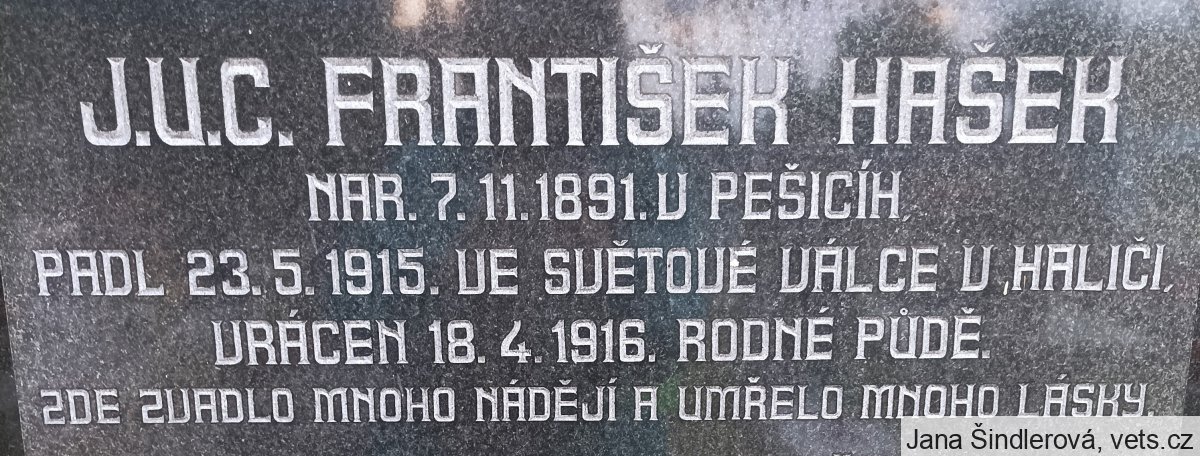 J.U.C. FRANTIŠEK HAŠEK
NAR. 7. 11. 1891. V PEŠICÍH,
PADL 23. 5. 1915. VE SVĚTOVÉ VÁLCE V HALIČI,
VRÁCEN 18. 4. 1916. RODNÉ PŮDĚ.
ZDE ZVADLO MNOHO NÁDĚJÍ A UMŘELO MNOHO LÁSKY.
Jana Šindlerová, vets.cz